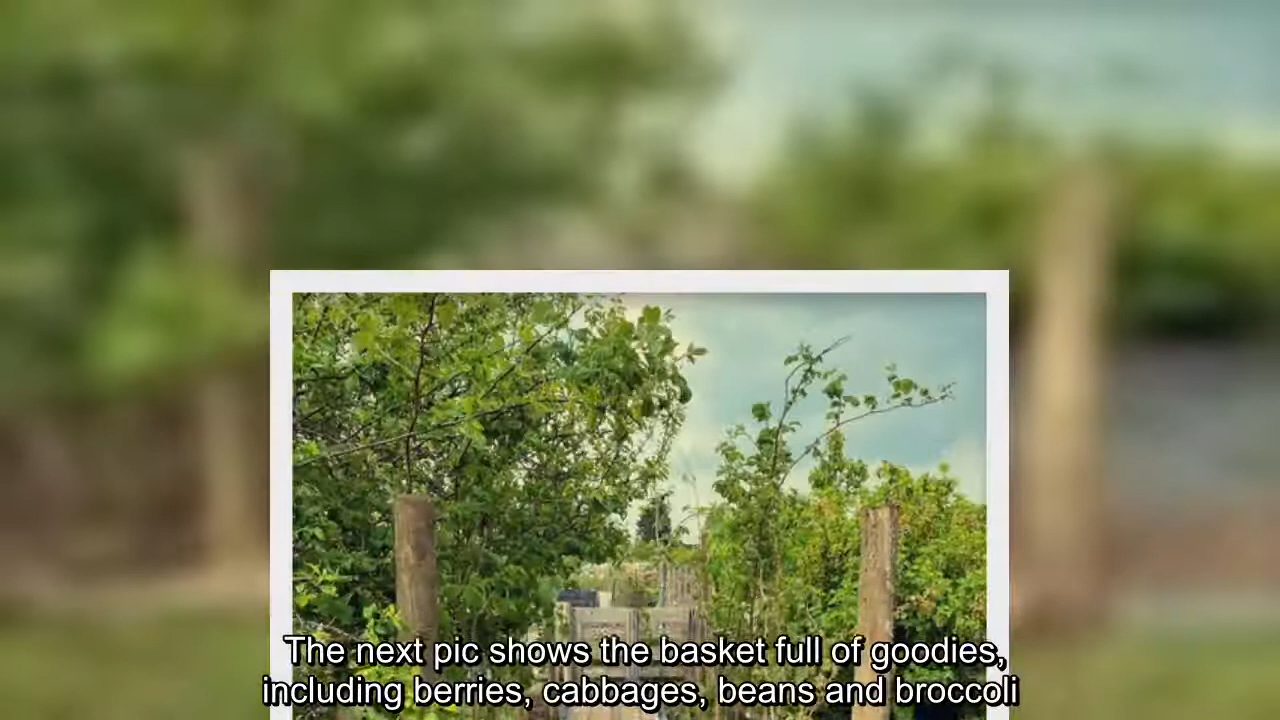 The next pic shows the basket full of goodies,
including berries, cabbages, beans and broccoli